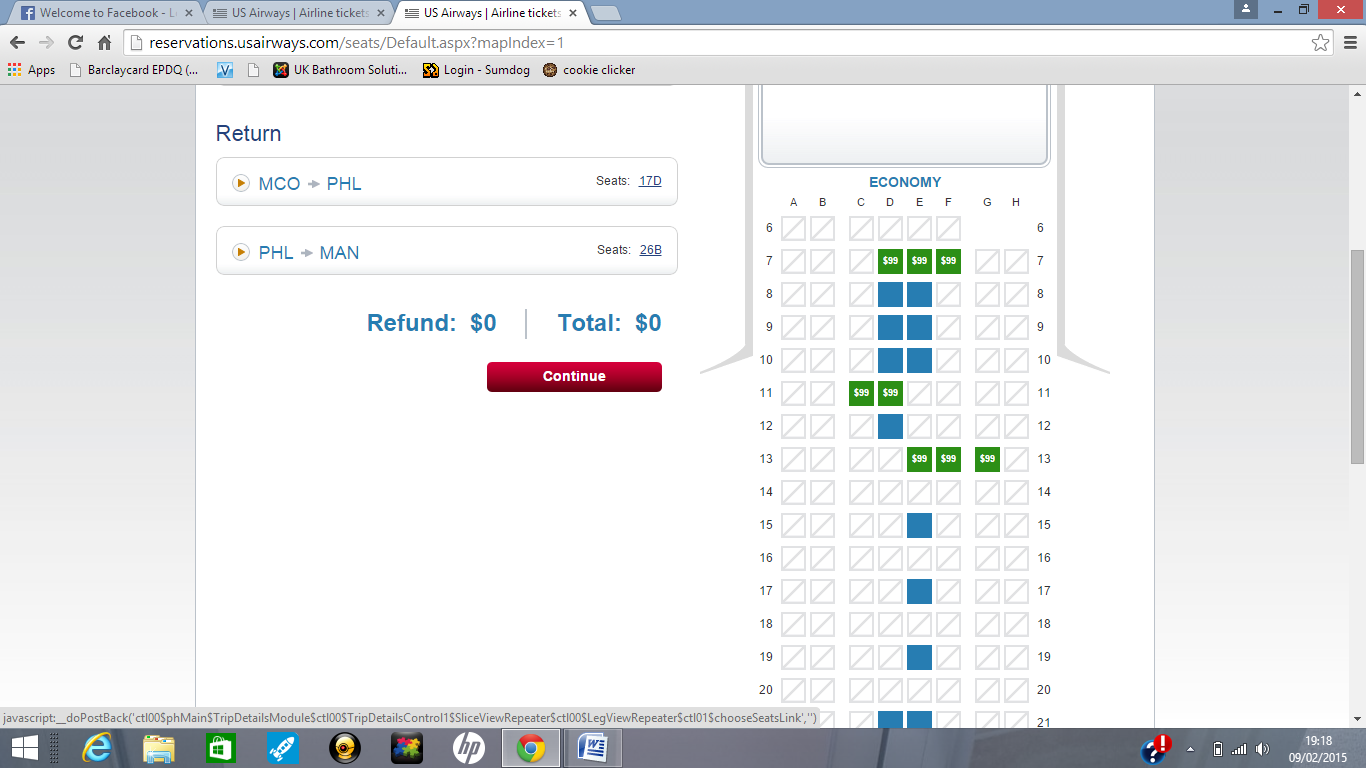 Welcome to Facebook - L
US Airways | Airline tickets
US Airways | Airline tickets
reservations.usairways.com/seats/Default.aspx?mapIndex=1
Apps
Barclaycard EPDQ (...
V
UK Bathroom Soluti...
Login - Sumdog
cookie clicker
Return
MCO PHL
Seats: 17D
PHL MAN
Seats: 26B
Refund: $0 Total: $0
Continue
ECONOMY
A B C D E F G H
6 6
7 $99 $99 $99 7
8 8
9 9
10 10
11 $99 $99 11
12 12
13 $99 $99 $99 13
14 14
15 15
16 16
17 17
18 18
19 19
20 20
21 21
javascript:__doPostBack('ctl00$phMain$TripDetailsModule$ctl00$TripDetailsControl1$SliceViewRepeater$ctl00$LegViewRepeater$ctl01$chooseSeatsLink','')
hp
W
19:18
09/02/2015